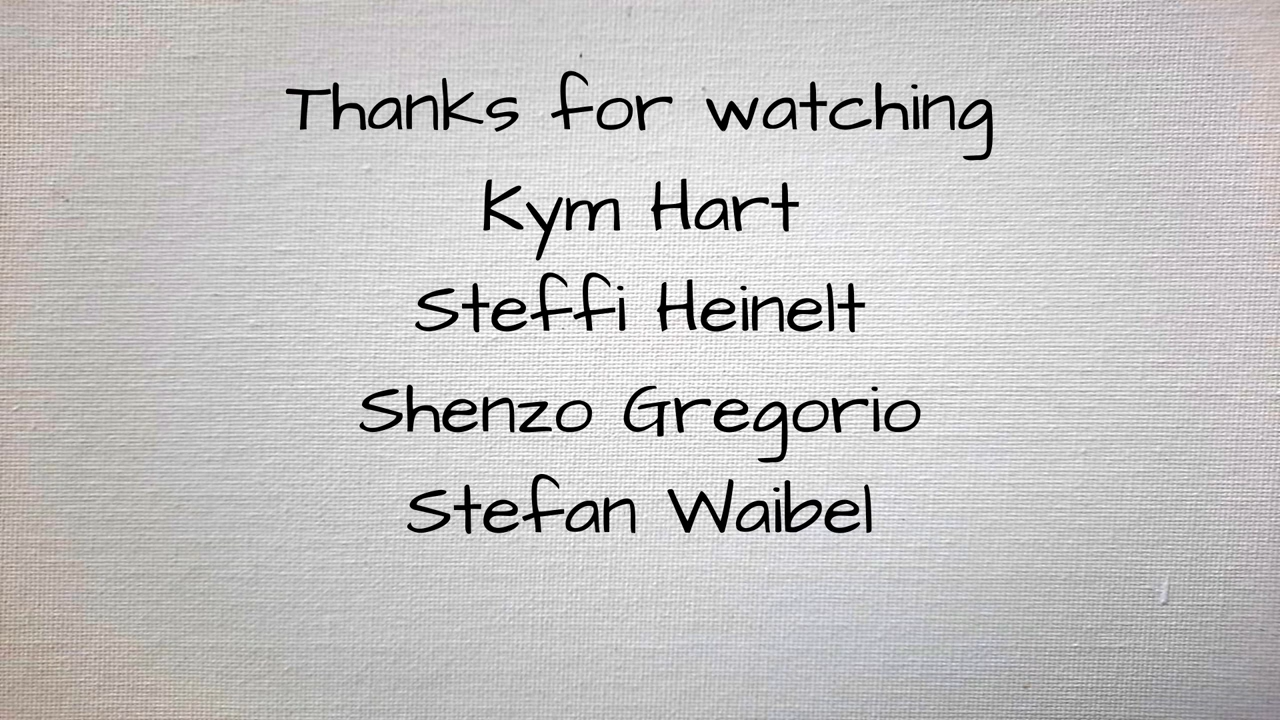 Thanks for watching
Kym Hart
Steffi Heinelt
Shenzo Gregorio
Stefan Waibel